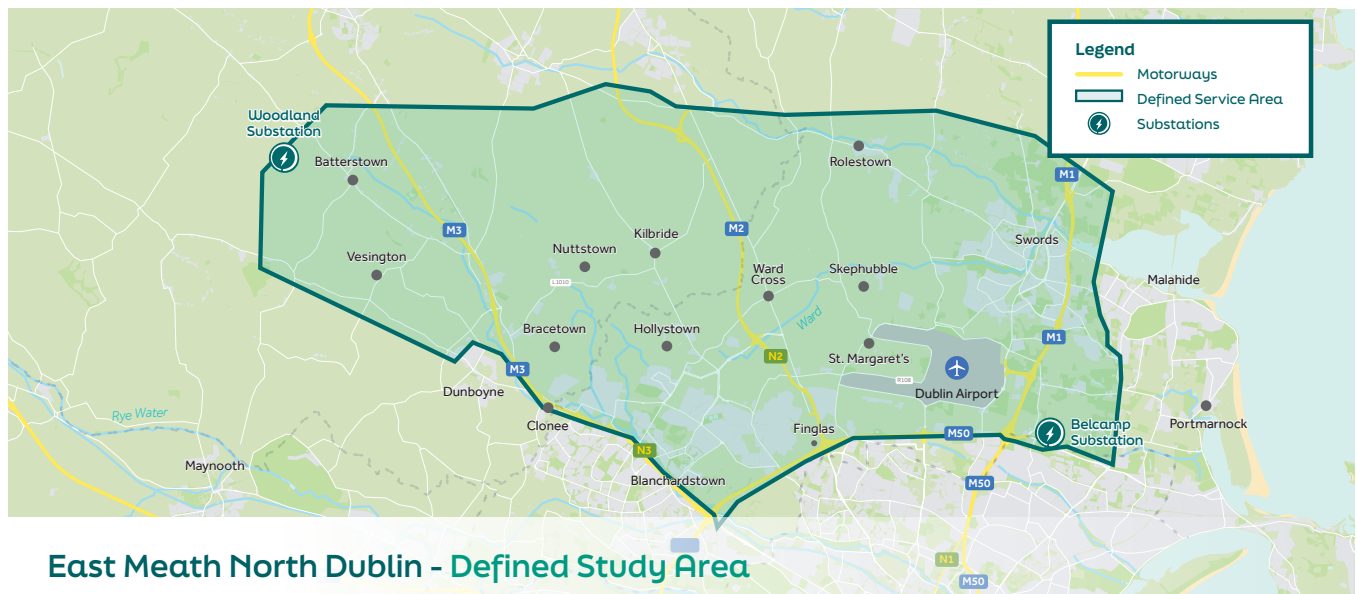 Legend
Motorways
Defined Service Area
Substations
Woodland
Substation
Batterstown
Rolestown
M1
M3
M2
Kilbride
Swords
Nuttstown
Vesington
Ward
Cross
Skephubble
Malahide
L1010
Ward
Bracetown
Hollystown
M1
N2
St. Margaret's
M3
R108
Dublin Airport
Dunboyne
Rye Water
Clonee
Finglas
M50
Belcamp
Substation
Portmarnock
N3
Maynooth
Blanchardstown
M50
N1
M50
East Meath North Dublin - Defined Study Area